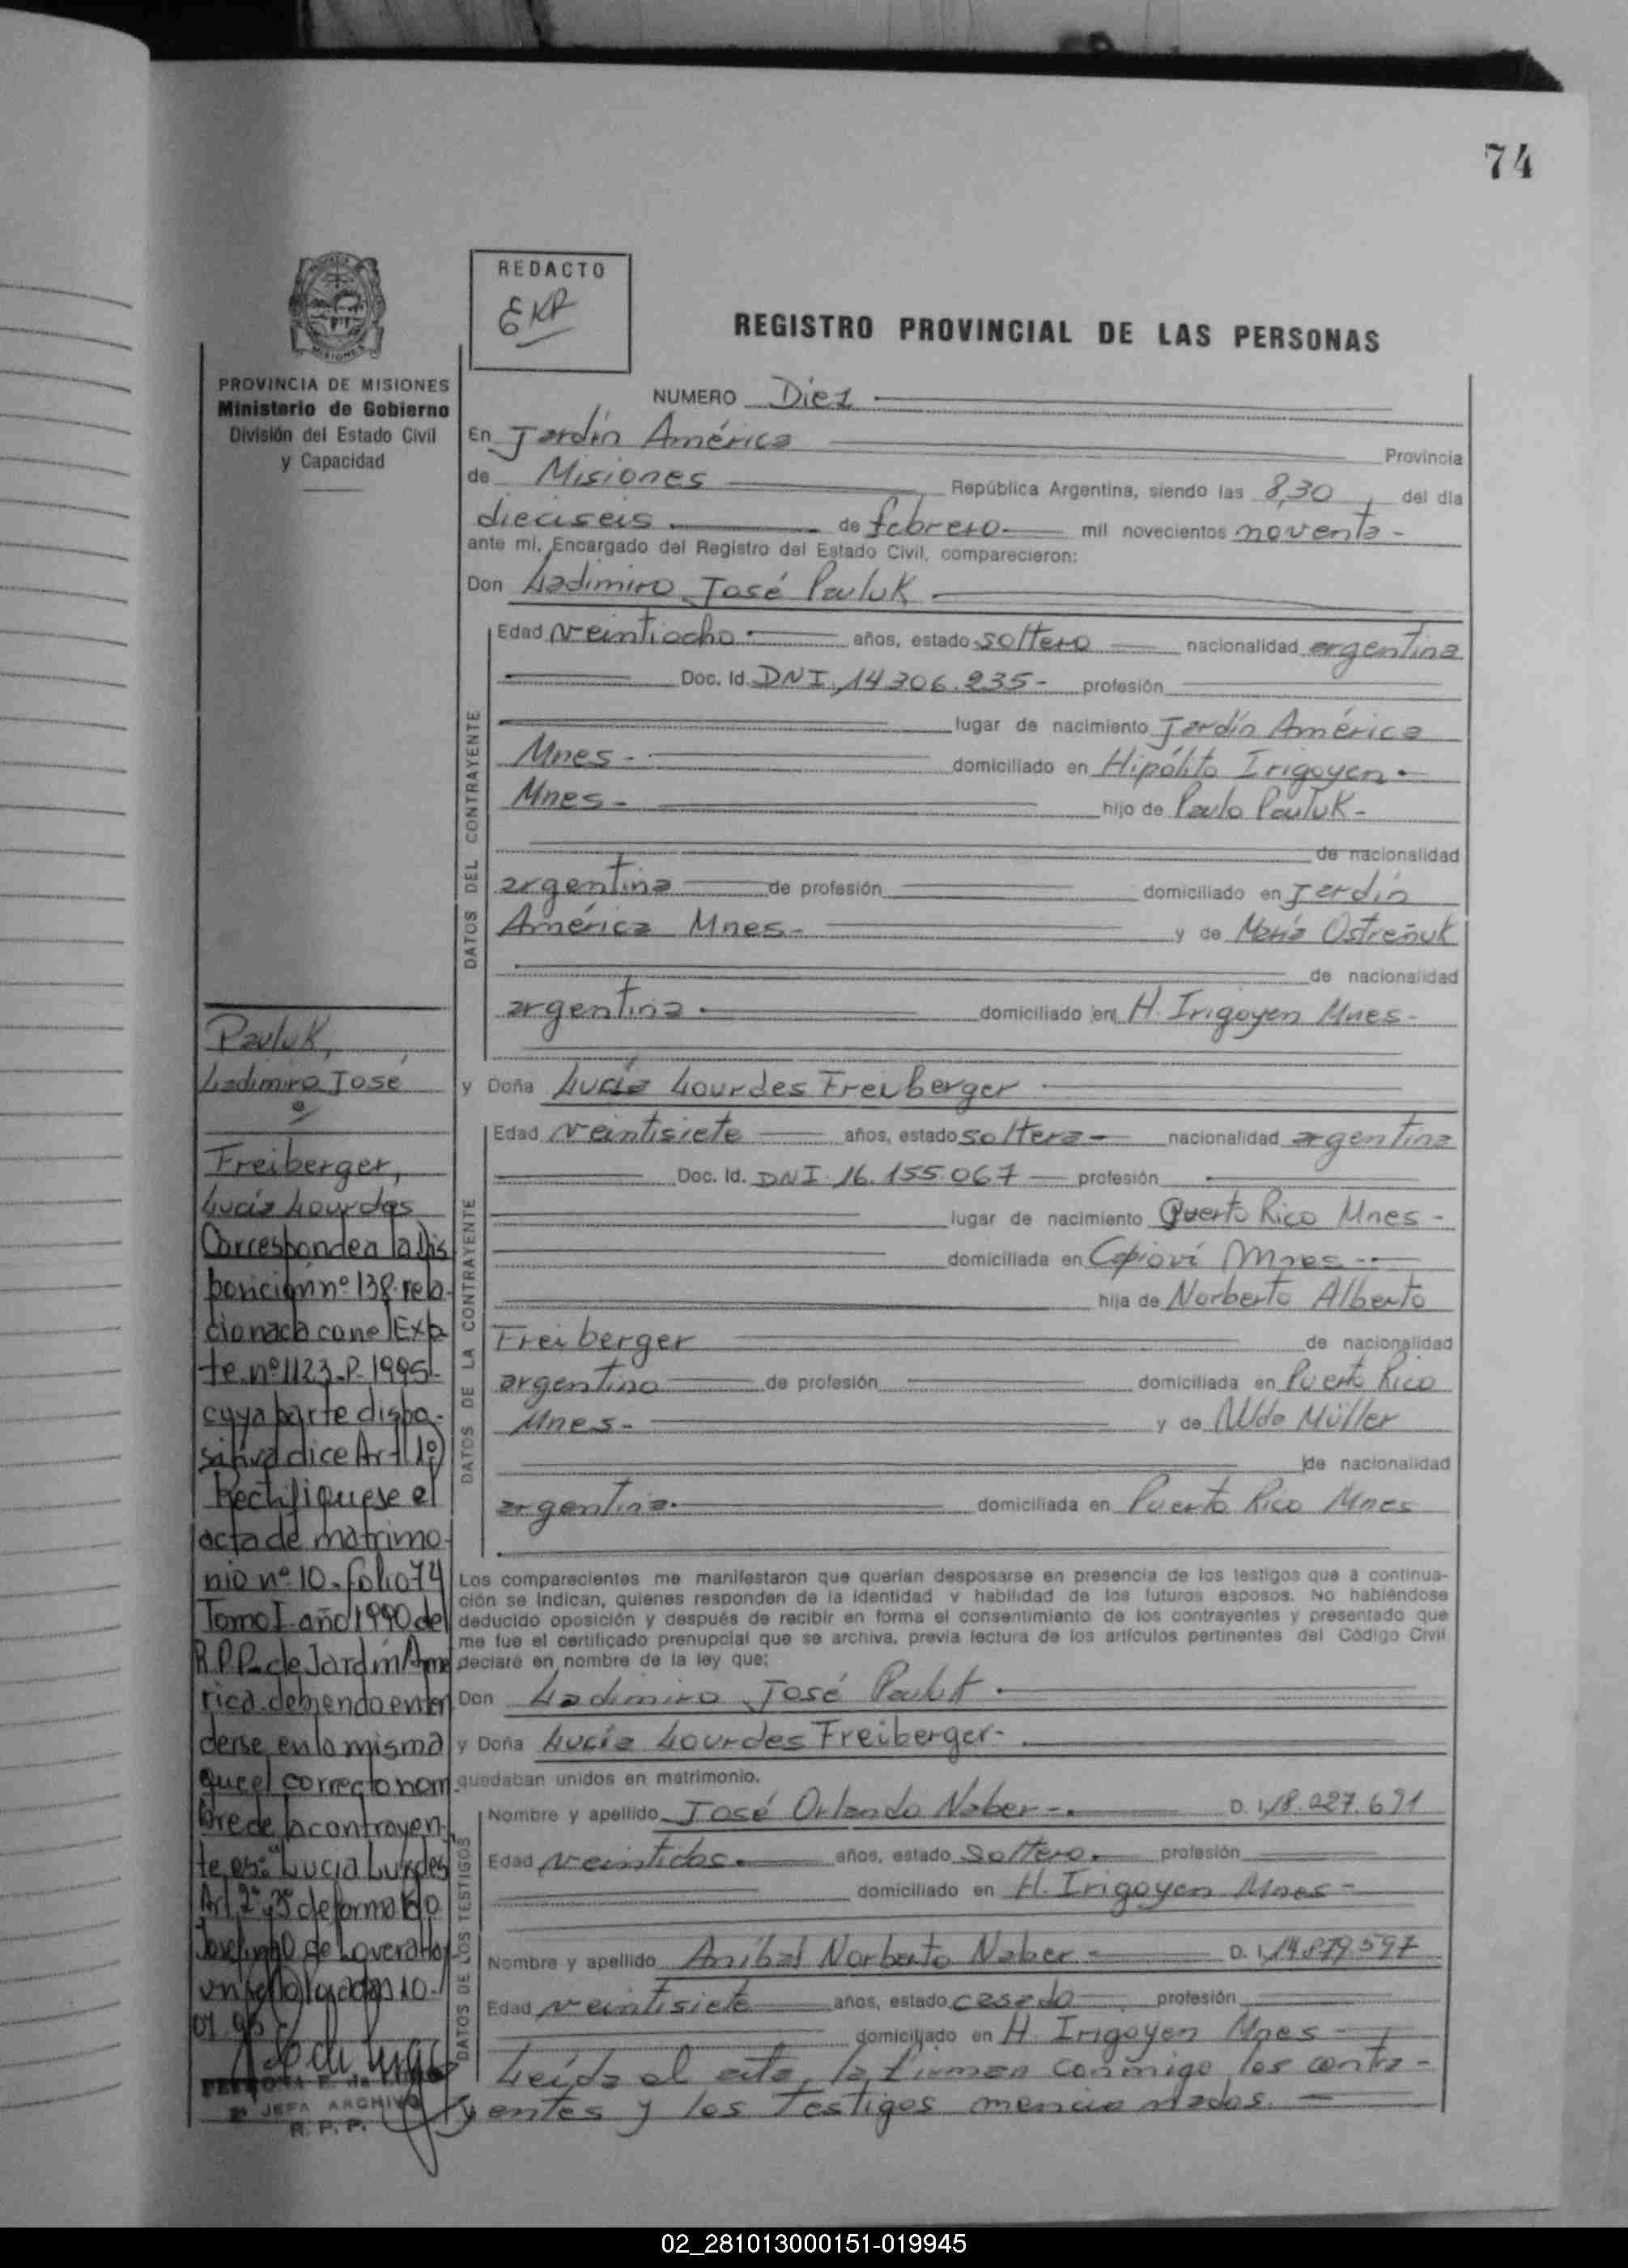 74
REDACTO
EKP
REGISTRO PROVINCIAL DE LAS PERSONAS
PROVINCIA DE MISIONES
Ministerio de Gobierno
División del Estado Civil
y Capacidad
NUMERO Diez
En Jardín América Provincia
de Misiones República Argentina, siendo las 8,30 del día
dieciseis de febrero mil novecientos noventa -
ante mí, Encargado del Registro del Estado Civil, comparecieron:
Don Ladimiro José Pauluk
DATOS DEL CONTRAYENTE
Edad veintiocho años, estado soltero nacionalidad argentina
Doc. Id. DNI. 14306.235- profesión
lugar de nacimiento Jardín América
Mnes - domiciliado en Hipólito Irigoyen -
Mnes - hijo de Paulo Pauluk -
de nacionalidad
argentina de profesión domiciliado en Jardín
América Mnes - y de María Ostreñuk
de nacionalidad
argentina domiciliado en H. Irigoyen Mnes -
y Doña Lucía Lourdes Freiberger
DATOS DE LA CONTRAYENTE
Edad veintisiete años, estado soltera - nacionalidad argentina
Doc. Id. DNI. 16.155.067 profesión
lugar de nacimiento Puerto Rico Mnes -
domiciliada en Capioví Mnes -
hija de Norberto Alberto
Freiberger de nacionalidad
argentino de profesión domiciliada en Puerto Rico
Mnes - y de Müller
de nacionalidad
argentina domiciliada en Puerto Rico Mnes
Los comparecientes me manifestaron que querían desposarse en presencia de los testigos que a continua-
ción se indican, quienes responden de la identidad y habilidad de los futuros esposos. No habiéndose
deducido oposición y después de recibir en forma el consentimiento de los contrayentes y presentado que
me fue el certificado prenupcial que se archiva, previa lectura de los artículos pertinentes del Código Civil
declaré en nombre de la ley que:
Don Ladimiro José Pauluk
y Doña Lucía Lourdes Freiberger -
quedaban unidos en matrimonio.
DATOS DE LOS TESTIGOS
Nombre y apellido José Orlando Naber - D. I. 18.227.691
Edad veintidos años, estado soltero profesión
domiciliado en H. Irigoyen Mnes -
Nombre y apellido Aníbal Norberto Naber - D. I. 14.879.597
Edad veintisiete años, estado casado profesión
domiciliado en H. Irigoyen Mnes -
Leída el acta, la firman conmigo los contra-
yentes y los testigos mencionados. -
Pauluk,
Ladimiro José
Freiberger,
Lucía Lourdes
Corresponde a la Dis
posición nº 138 rela
cionada con el Exp
te. nº 1123-P-1995-
cuya parte dispo-
sitiva dice Art 1º)
Rectifiquese el
acta de matrimo
nio nº 10. folio 74
Tomo I. año 1990 del
R.P.P. de Jardín Ame
rica debiendo enten
derse en la misma
que el correcto nom
bre de la contrayen
te es: "Lucia Lurdes
Art 2º y 3º de forma Fdo
JEFA ARCHIVO
R. P. P.
02_281013000151-019945